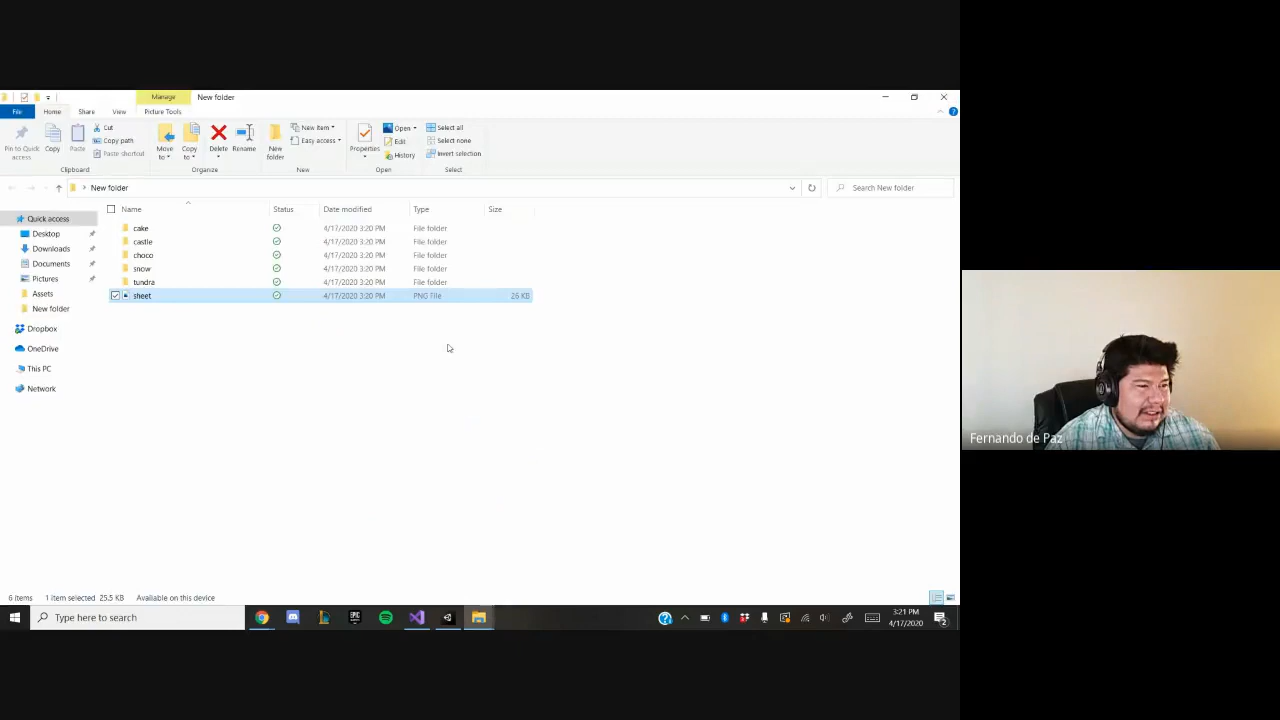 Manage New folder
File Home Share View Picture Tools
Pin to Quick access
Copy
Paste
Cut
Copy path
Paste shortcut
Clipboard
Move to
Copy to
Delete
Rename
Organize
New folder
New item
Easy access
New
Properties
Open
Edit
History
Open
Select all
Select none
Invert selection
Select
New folder
Search New folder
Name Status Date modified Type Size
cake 4/17/2020 3:20 PM File folder
castle 4/17/2020 3:20 PM File folder
choco 4/17/2020 3:20 PM File folder
snow 4/17/2020 3:20 PM File folder
tundra 4/17/2020 3:20 PM File folder
sheet 4/17/2020 3:20 PM PNG File 26 KB
Quick access
Desktop
Downloads
Documents
Pictures
Assets
New folder
Dropbox
OneDrive
This PC
Network
Fernando de Paz
6 items 1 item selected 25.5 KB Available on this device
Type here to search
EPIC
3:21 PM
4/17/2020
2